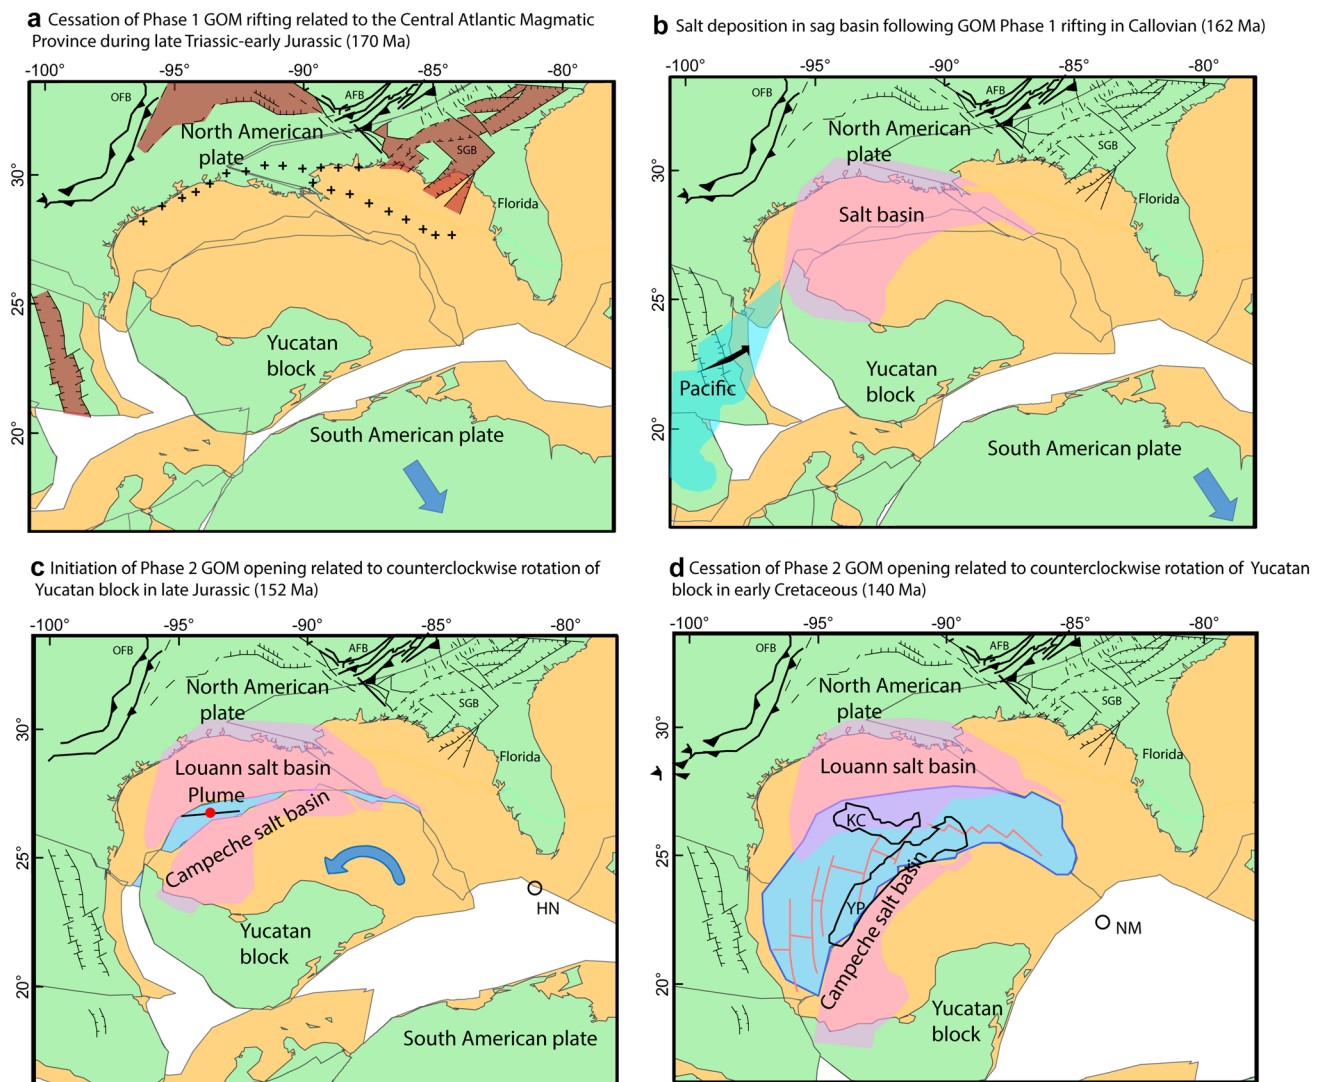 a Cessation of Phase 1 GOM rifting related to the Central Atlantic Magmatic
Province during late Triassic-early Jurassic (170 Ma)
-100° -95° -90° -85° -80°
OFB
AFB
North American
plate
SGB
30°
Florida
25°
Yucatan
block
20°
South American plate
b Salt deposition in sag basin following GOM Phase 1 rifting in Callovian (162 Ma)
-100° -95° -90° -85° -80°
OFB
AFB
North American
plate
SGB
30°
Florida
Salt basin
25°
Yucatan
block
Pacific
20°
South American plate
c Initiation of Phase 2 GOM opening related to counterclockwise rotation of
Yucatan block in late Jurassic (152 Ma)
-100° -95° -90° -85° -80°
OFB
AFB
North American
plate
SGB
30°
Florida
Louann salt basin
Plume
Campeche salt basin
25°
HN
Yucatan
block
20°
South American plate
d Cessation of Phase 2 GOM opening related to counterclockwise rotation of Yucatan
block in early Cretaceous (140 Ma)
-100° -95° -90° -85° -80°
OFB
AFB
North American
plate
SGB
30°
Florida
Louann salt basin
KC
25°
YP
Campeche salt basin
NM
20°
Yucatan
block